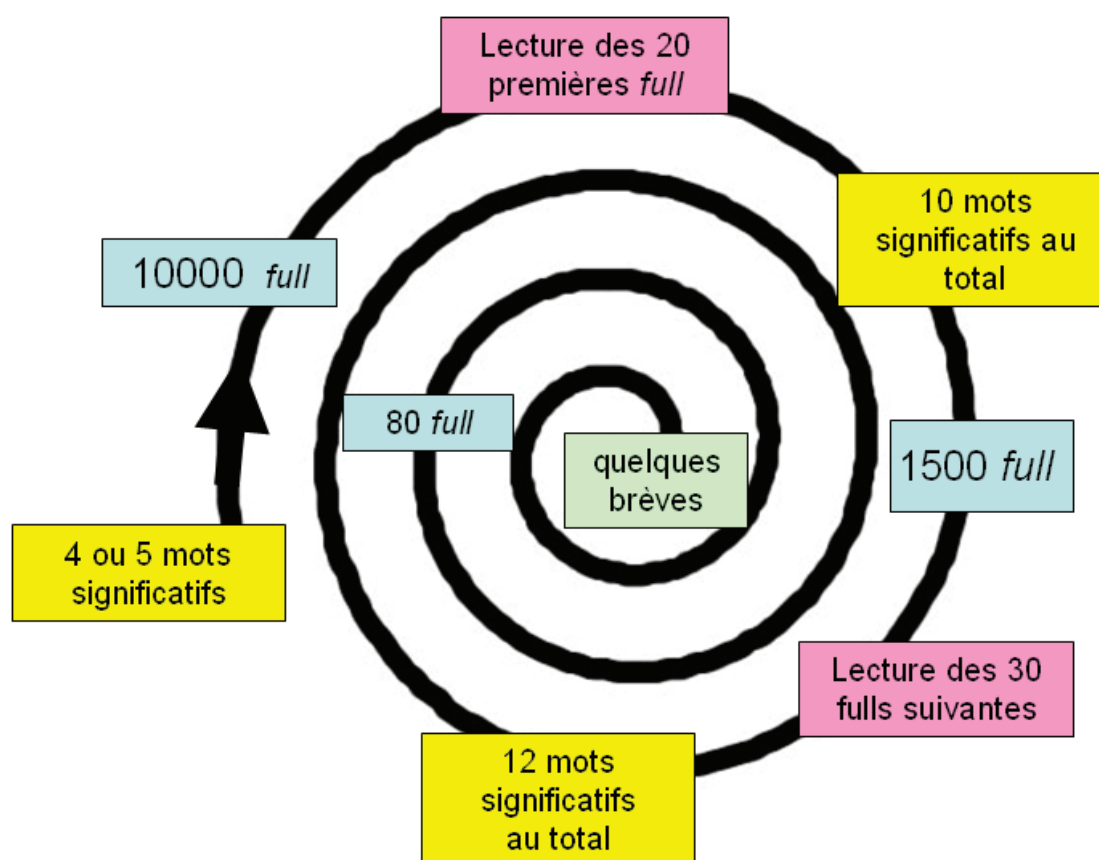 Lecture des 20
premières full
10 mots
significatifs au
total
10000 full
80 full
quelques
brèves
1500 full
4 ou 5 mots
significatifs
Lecture des 30
fulls suivantes
12 mots
significatifs
au total